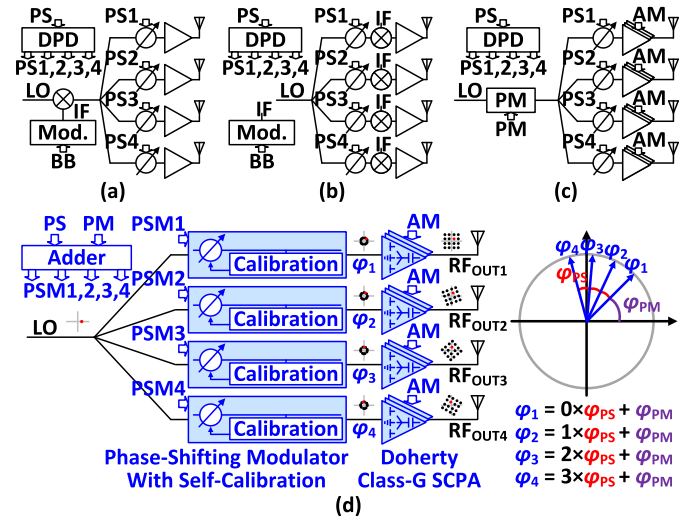 PS
DPD
PS1,2,3,4
LO
IF
Mod.
BB
PS1
PS2
PS3
PS4
(a)
PS
DPD
PS1,2,3,4
LO
IF
Mod.
BB
PS1 IF
PS2 IF
PS3 IF
PS4 IF
(b)
PS
DPD
PS1,2,3,4
LO
PM
PM
PS1 AM
PS2 AM
PS3 AM
PS4 AM
(c)
PS PM
Adder
PSM1,2,3,4
LO
PSM1
Calibration
φ1
AM
RFOUT1
PSM2
Calibration
φ2
RFOUT2
PSM3
Calibration
φ3
AM
RFOUT3
PSM4
Calibration
φ4
RFOUT4
Phase-Shifting Modulator
With Self-Calibration
Doherty
Class-G SCPA
φ4 φ3 φ2 φ1
φPS
φPM
φ1 = 0×φPS + φPM
φ2 = 1×φPS + φPM
φ3 = 2×φPS + φPM
φ4 = 3×φPS + φPM
(d)